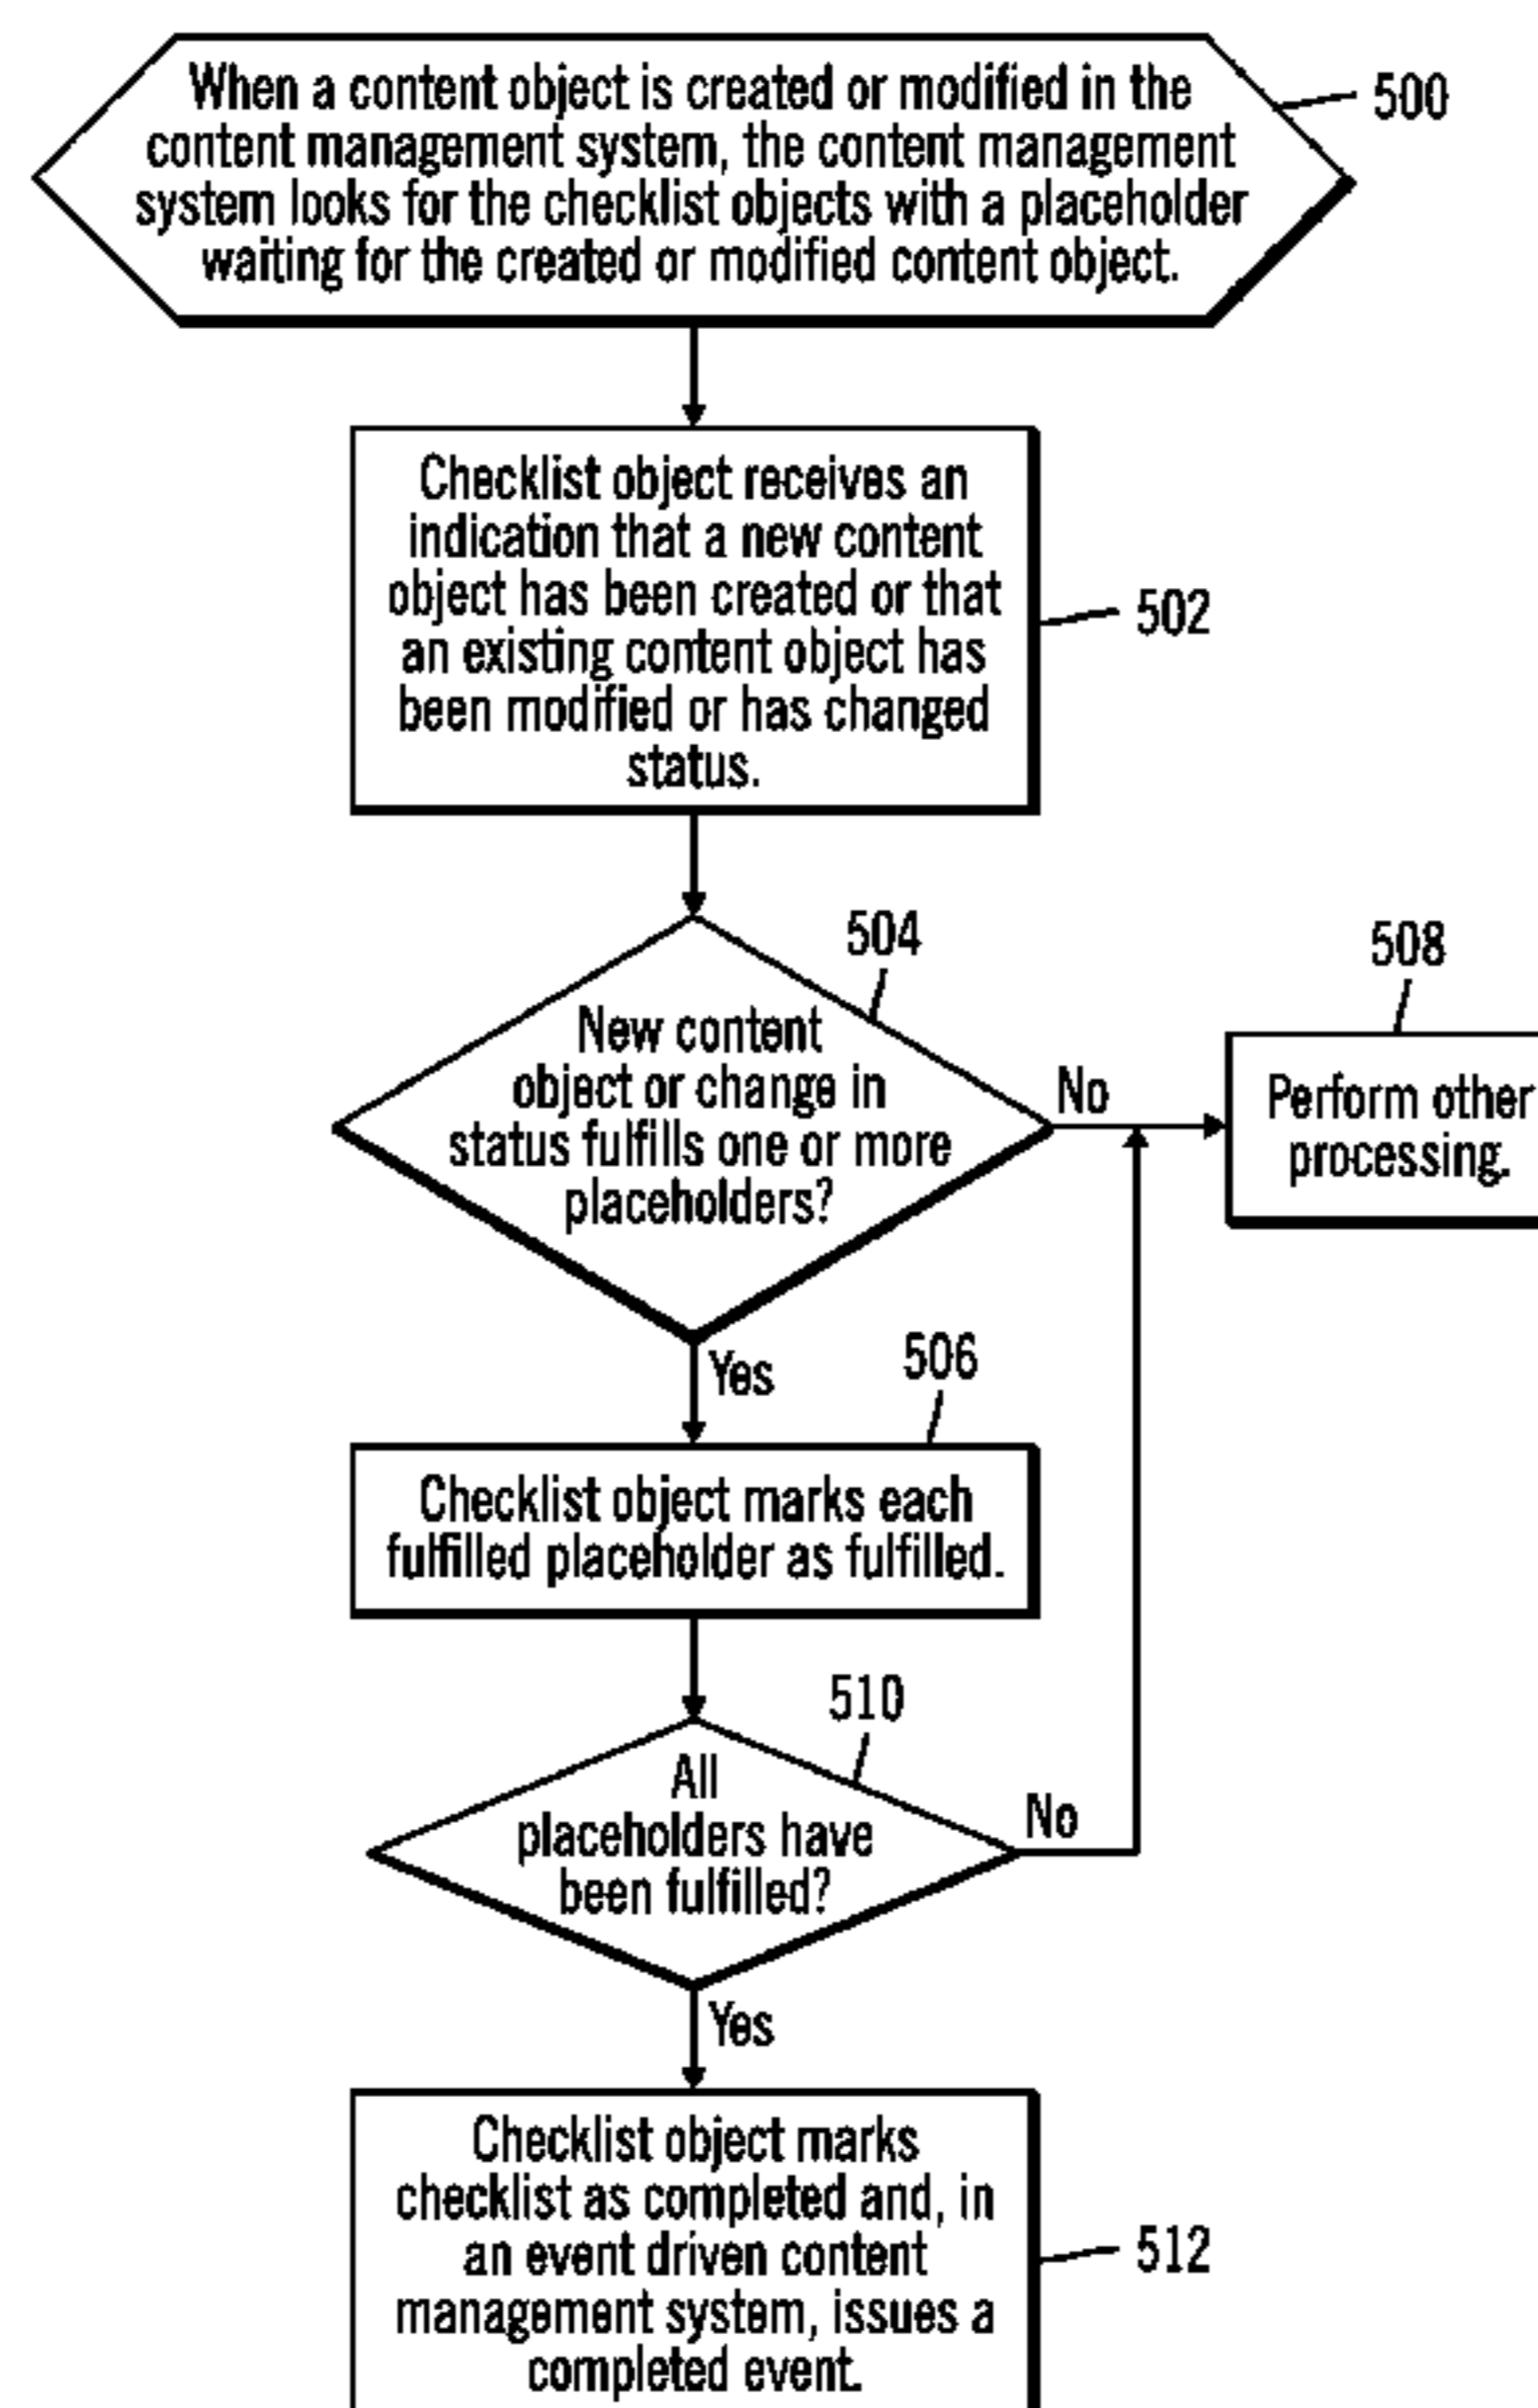 When a content object is created or modified in the
content management system, the content management
system looks for the checklist objects with a placeholder
waiting for the created or modified content object.
500
Checklist object receives an
indication that a new content
object has been created or that
an existing content object has
been modified or has changed
status.
502
504
New content
object or change in
status fulfills one or more
placeholders?
No
508
Perform other
processing.
Yes
506
Checklist object marks each
fulfilled placeholder as fulfilled.
510
All
placeholders have
been fulfilled?
No
Yes
Checklist object marks
checklist as completed and, in
an event driven content
management system, issues a
completed event.
512